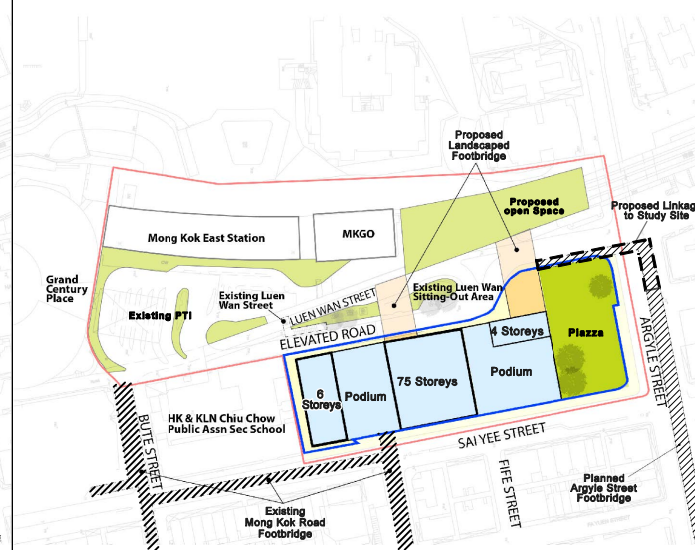 Proposed
Landscaped
Footbridge
Proposed
open Space
Proposed Linkag
to Study Site
Mong Kok East Station
MKGO
Grand
Century
Place
Existing PTI
Existing Luen
Wan Street
LUEN WAN STREET
Existing Luen Wan
Sitting-Out Area
ELEVATED ROAD
4 Storeys
Piazza
ARGYLE STREET
6
Storeys
Podium
75 Storeys
Podium
HK & KLN Chiu Chow
Public Assn Sec School
BUTE STREET
SAI YEE STREET
FIFE STREET
Existing
Mong Kok Road
Footbridge
Planned
Argyle Street
Footbridge